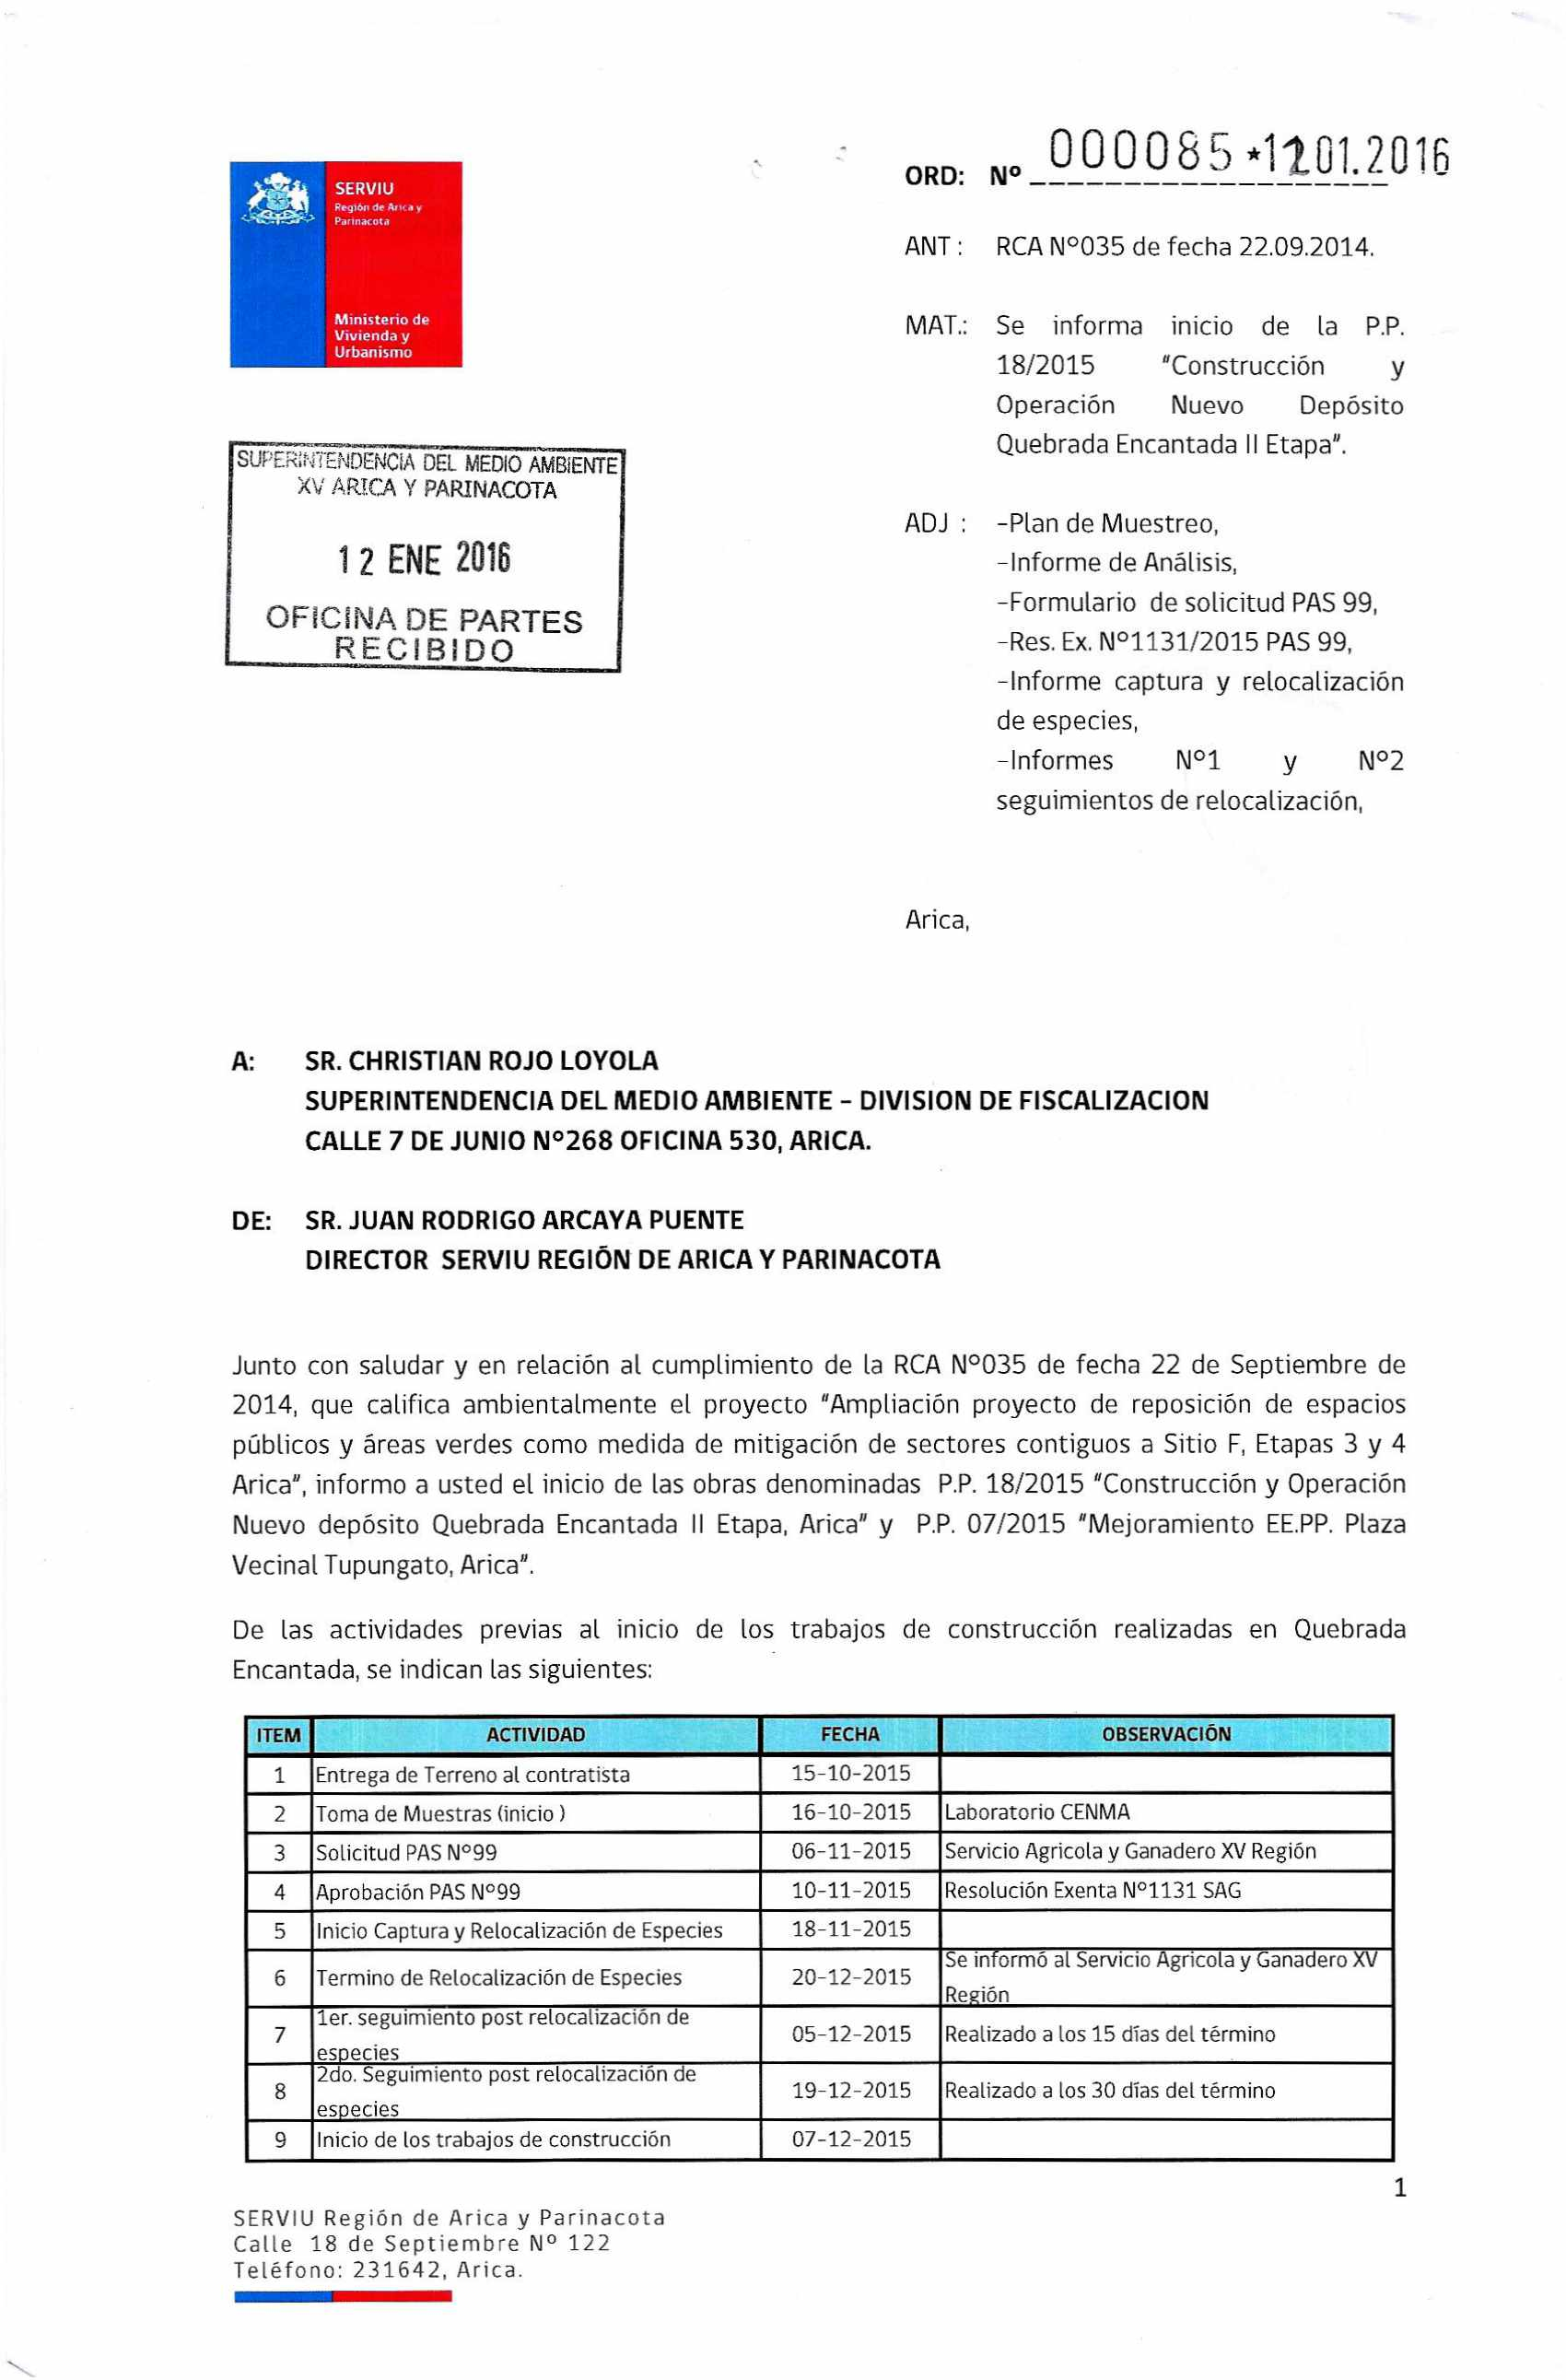 SERVIU
Región de Arica y
Parinacota
Ministerio de
Vivienda y
Urbanismo
SUPERINTENDENCIA DEL MEDIO AMBIENTE
XV ARICA Y PARINACOTA
12 ENE 2016
OFICINA DE PARTES
RECIBIDO
ORD: Nº 000085 *11.01.2016
ANT : RCA Nº035 de fecha 22.09.2014.
MAT.: Se informa inicio de la P.P.
18/2015 "Construcción y
Operación Nuevo Depósito
Quebrada Encantada II Etapa".
ADJ : -Plan de Muestreo,
-Informe de Análisis,
-Formulario de solicitud PAS 99,
-Res. Ex. Nº1131/2015 PAS 99,
-Informe captura y relocalización
de especies,
-Informes Nº1 y Nº2
seguimientos de relocalización,
Arica,
A: SR. CHRISTIAN ROJO LOYOLA
SUPERINTENDENCIA DEL MEDIO AMBIENTE – DIVISION DE FISCALIZACION
CALLE 7 DE JUNIO Nº268 OFICINA 530, ARICA.
DE: SR. JUAN RODRIGO ARCAYA PUENTE
DIRECTOR SERVIU REGIÓN DE ARICA Y PARINACOTA
Junto con saludar y en relación al cumplimiento de la RCA Nº035 de fecha 22 de Septiembre de
2014, que califica ambientalmente el proyecto "Ampliación proyecto de reposición de espacios
públicos y áreas verdes como medida de mitigación de sectores contiguos a Sitio F, Etapas 3 y 4
Arica", informo a usted el inicio de las obras denominadas P.P. 18/2015 "Construcción y Operación
Nuevo depósito Quebrada Encantada II Etapa, Arica" y P.P. 07/2015 "Mejoramiento EE.PP. Plaza
Vecinal Tupungato, Arica".
De las actividades previas al inicio de los trabajos de construcción realizadas en Quebrada
Encantada, se indican las siguientes:
ITEM ACTIVIDAD FECHA OBSERVACIÓN
1 Entrega de Terreno al contratista 15-10-2015
2 Toma de Muestras (inicio ) 16-10-2015 Laboratorio CENMA
3 Solicitud PAS Nº99 06-11-2015 Servicio Agricola y Ganadero XV Región
4 Aprobación PAS Nº99 10-11-2015 Resolución Exenta Nº1131 SAG
5 Inicio Captura y Relocalización de Especies 18-11-2015
6 Termino de Relocalización de Especies 20-12-2015 Se informó al Servicio Agricola y Ganadero XV
Región
7 1er. seguimiento post relocalización de
especies 05-12-2015 Realizado a los 15 días del término
8 2do. Seguimiento post relocalización de
especies 19-12-2015 Realizado a los 30 días del término
9 Inicio de los trabajos de construcción 07-12-2015
1
SERVIU Región de Arica y Parinacota
Calle 18 de Septiembre Nº 122
Teléfono: 231642, Arica.